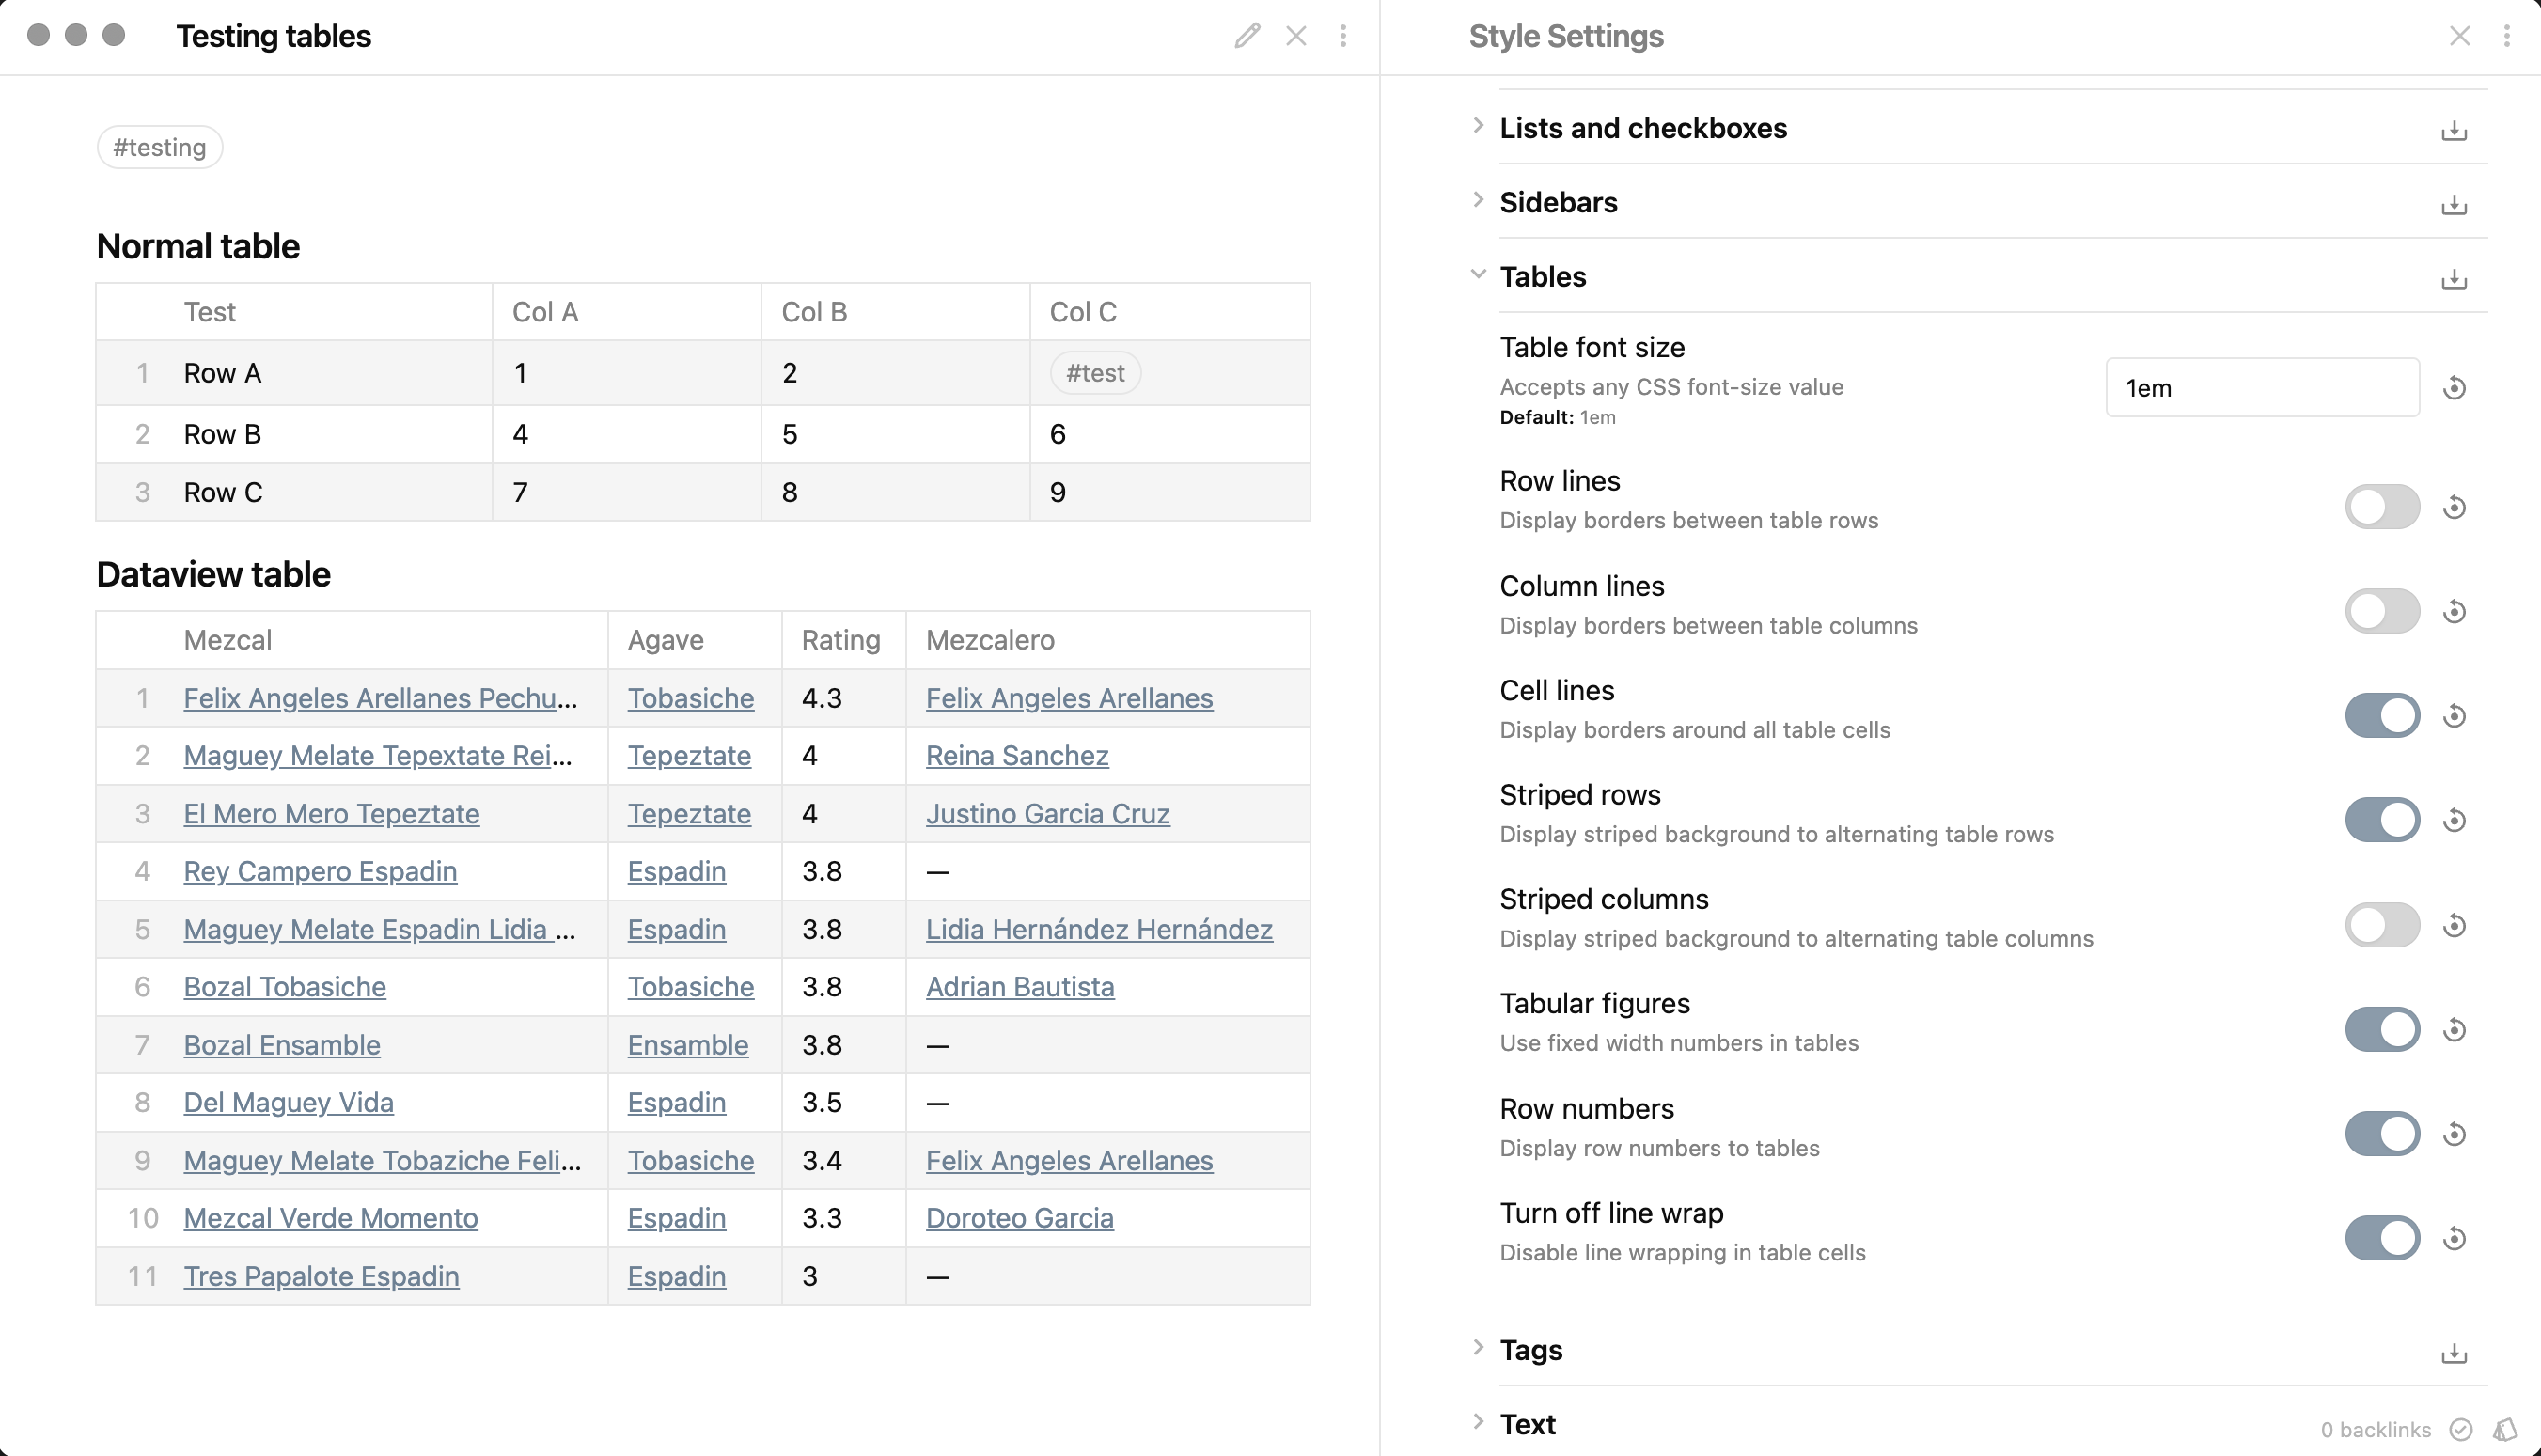 Testing tables
#testing
Normal table
Test Col A Col B Col C
1 Row A 1 2 #test
2 Row B 4 5 6
3 Row C 7 8 9
Dataview table
Mezcal Agave Rating Mezcalero
1 Felix Angeles Arellanes Pechu... Tobasiche 4.3 Felix Angeles Arellanes
2 Maguey Melate Tepextate Rei... Tepeztate 4 Reina Sanchez
3 El Mero Mero Tepeztate Tepeztate 4 Justino Garcia Cruz
4 Rey Campero Espadin Espadin 3.8 —
5 Maguey Melate Espadin Lidia ... Espadin 3.8 Lidia Hernández Hernández
6 Bozal Tobasiche Tobasiche 3.8 Adrian Bautista
7 Bozal Ensamble Ensamble 3.8 —
8 Del Maguey Vida Espadin 3.5 —
9 Maguey Melate Tobaziche Feli... Tobasiche 3.4 Felix Angeles Arellanes
10 Mezcal Verde Momento Espadin 3.3 Doroteo Garcia
11 Tres Papalote Espadin Espadin 3 —
Style Settings
Lists and checkboxes
Sidebars
Tables
Table font size
Accepts any CSS font-size value
Default: 1em
1em
Row lines
Display borders between table rows
Column lines
Display borders between table columns
Cell lines
Display borders around all table cells
Striped rows
Display striped background to alternating table rows
Striped columns
Display striped background to alternating table columns
Tabular figures
Use fixed width numbers in tables
Row numbers
Display row numbers to tables
Turn off line wrap
Disable line wrapping in table cells
Tags
Text
0 backlinks